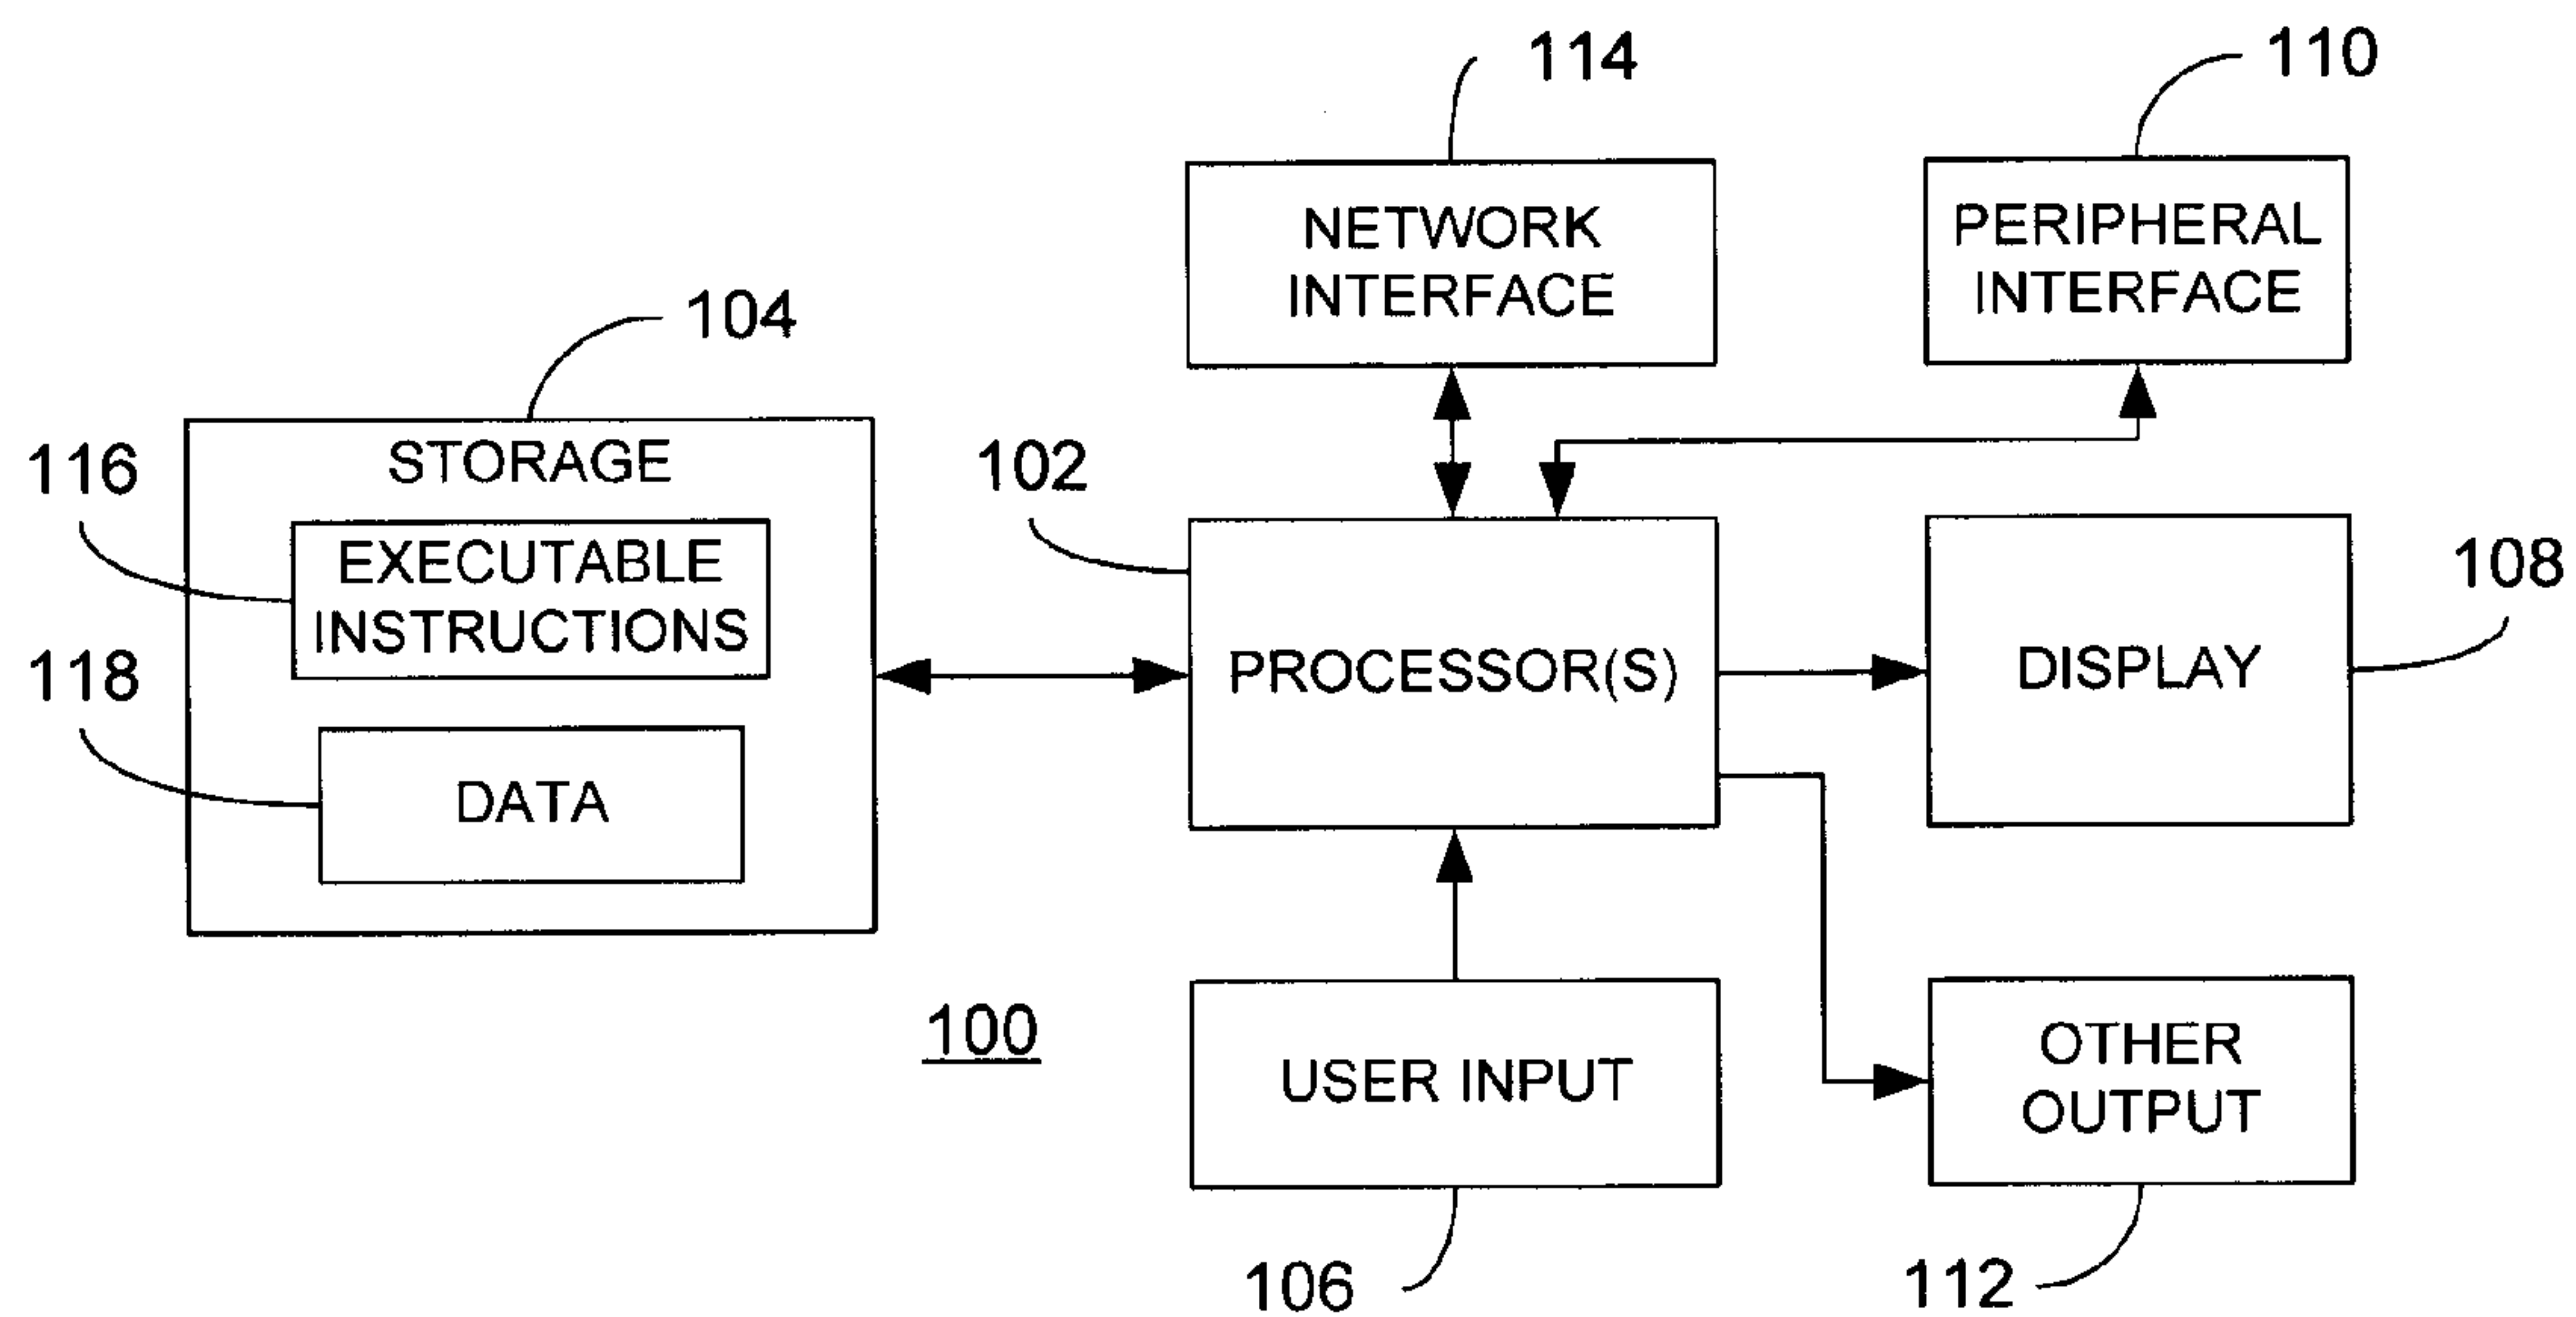 114
110
NETWORK
INTERFACE
PERIPHERAL
INTERFACE
104
STORAGE
116
EXECUTABLE
INSTRUCTIONS
118
DATA
102
PROCESSOR(S)
DISPLAY
108
100
USER INPUT
OTHER
OUTPUT
106
112